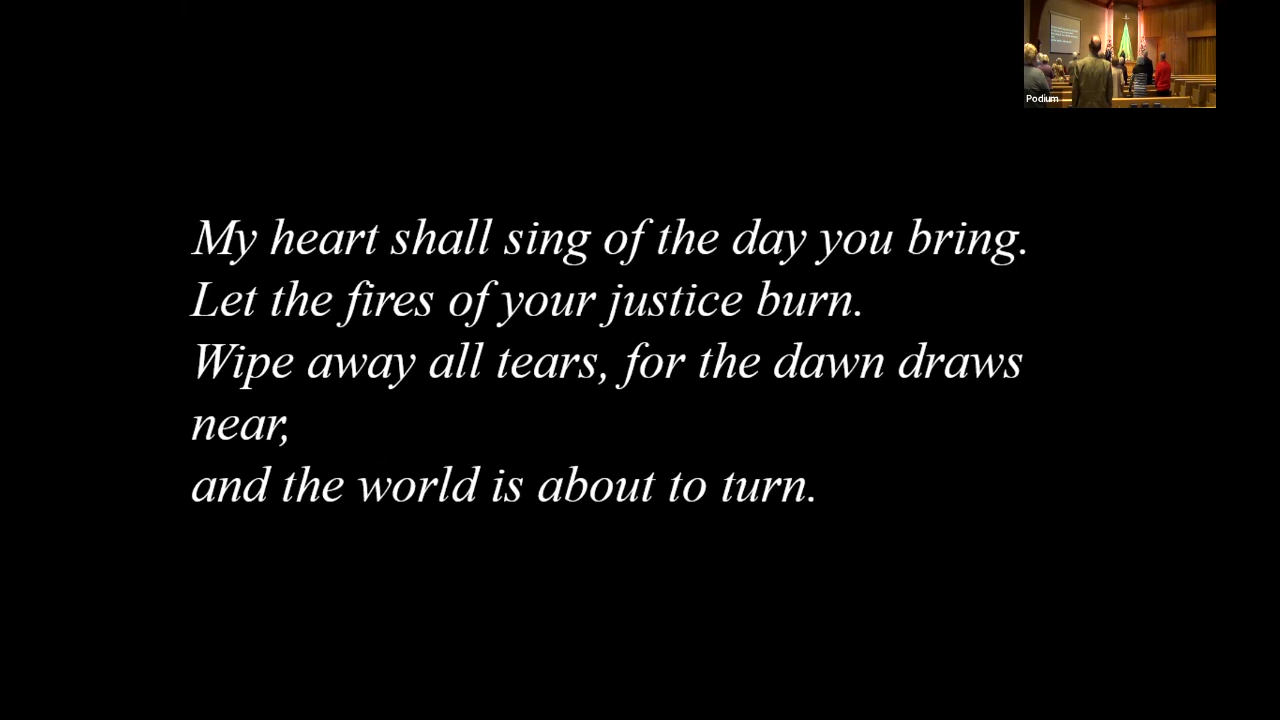 Podium
My heart shall sing of the day you bring.
Let the fires of your justice burn.
Wipe away all tears, for the dawn draws
near,
and the world is about to turn.